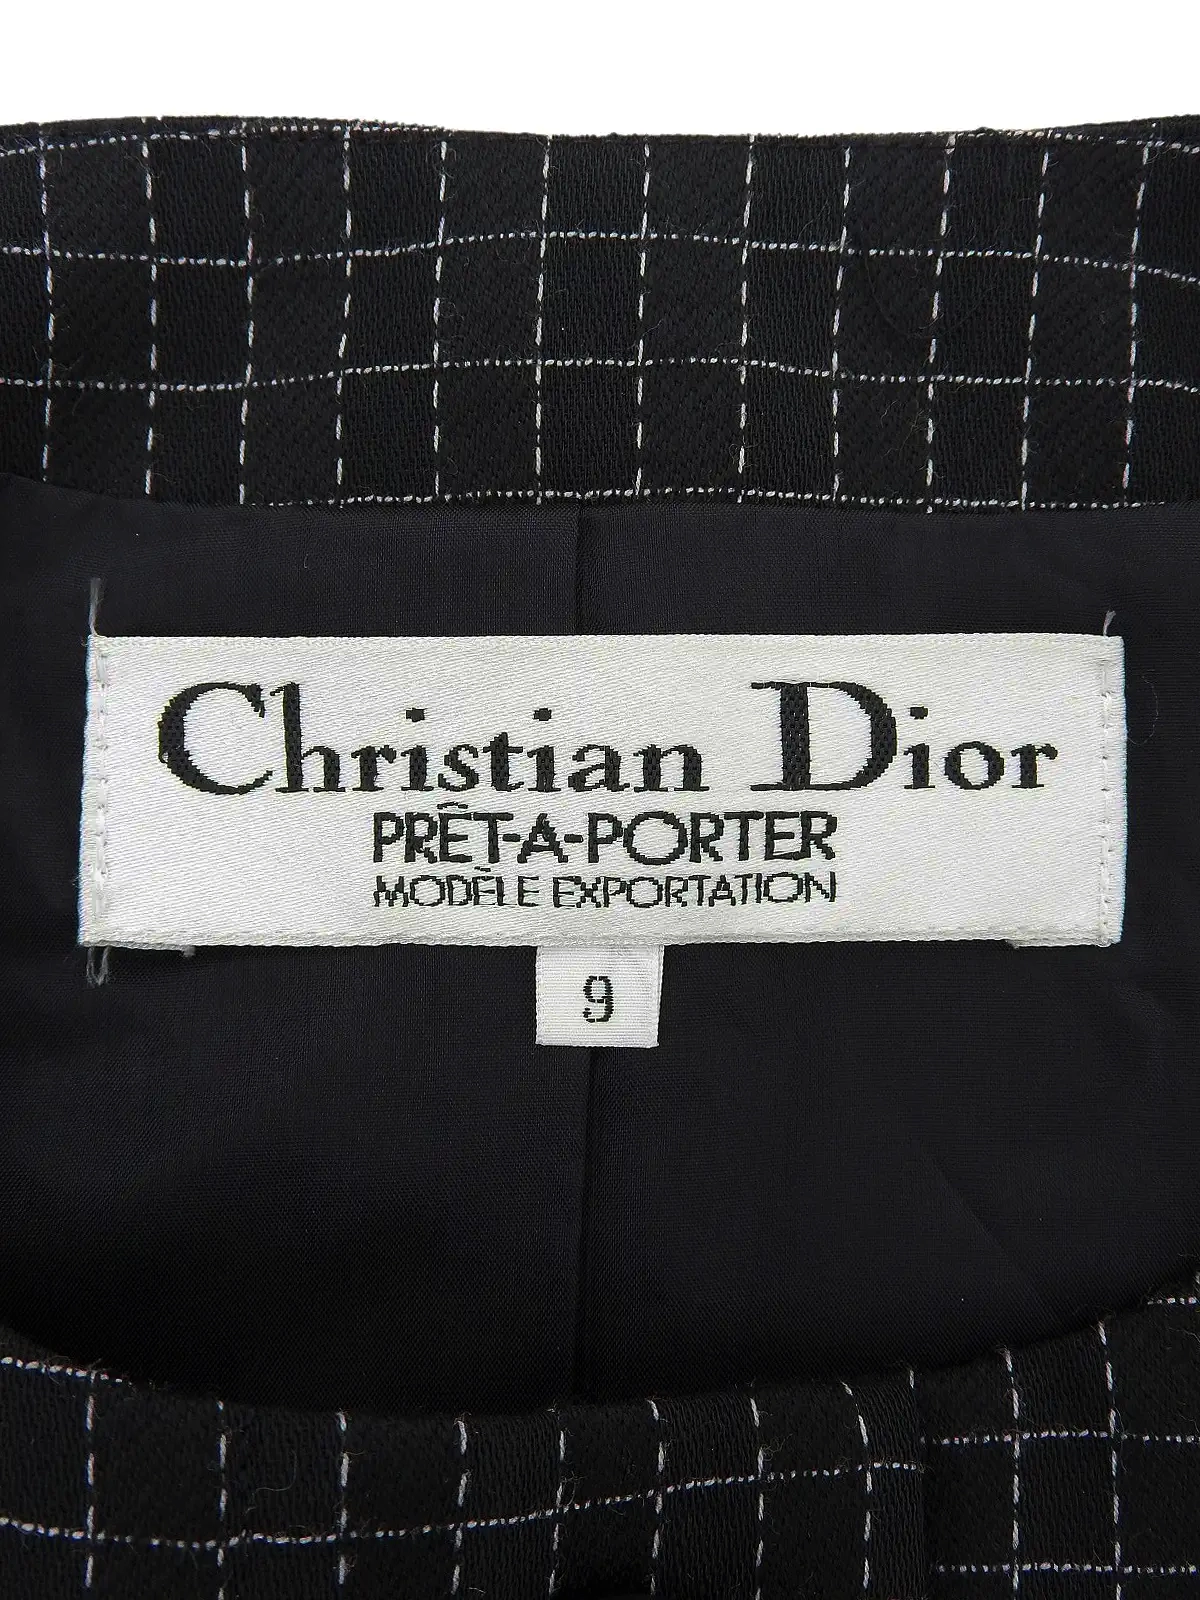 Christian Dior
PRÊT-A-PORTER
MODÈLE EXPORTATION
9